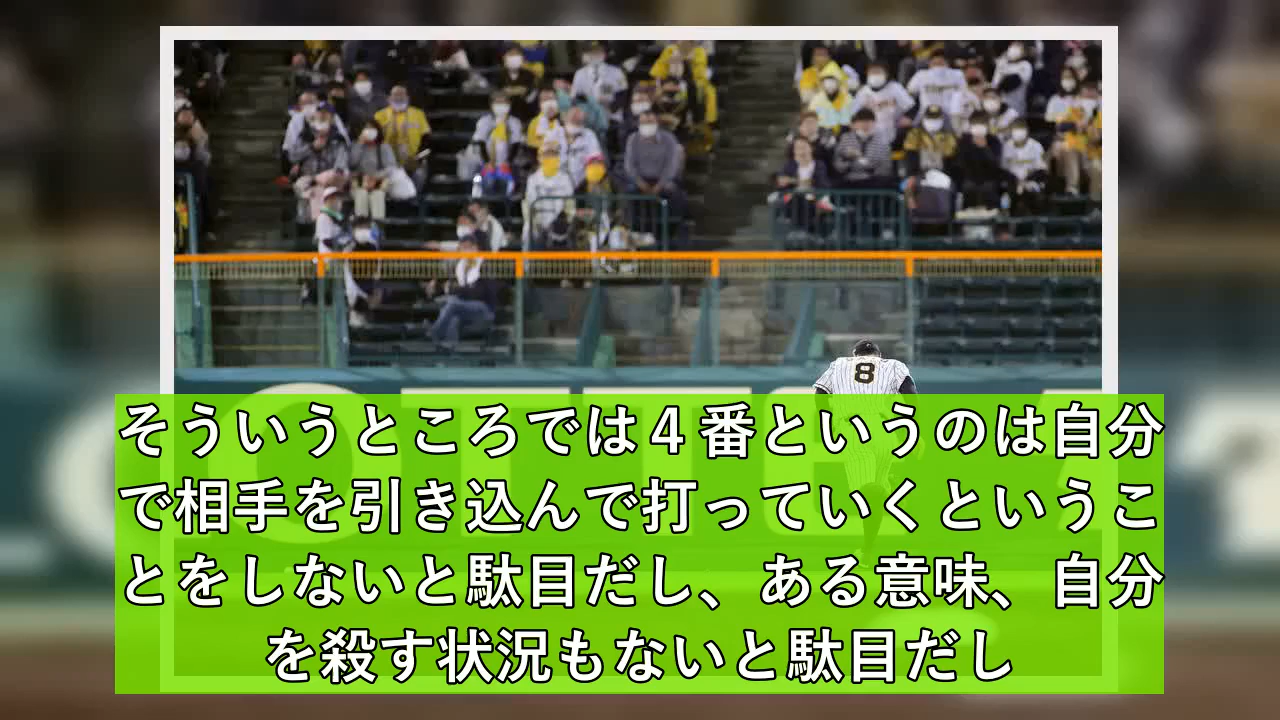 8
そういうところでは４番というのは自分
で相手を引き込んで打っていくというこ
とをしないと駄目だし、ある意味、自分
を殺す状況もないと駄目だし